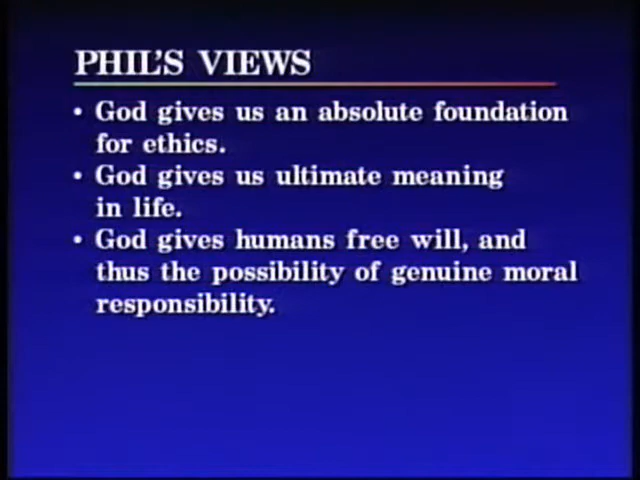 PHIL'S VIEWS
• God gives us an absolute foundation
for ethics.
• God gives us ultimate meaning
in life.
• God gives humans free will, and
thus the possibility of genuine moral
responsibility.